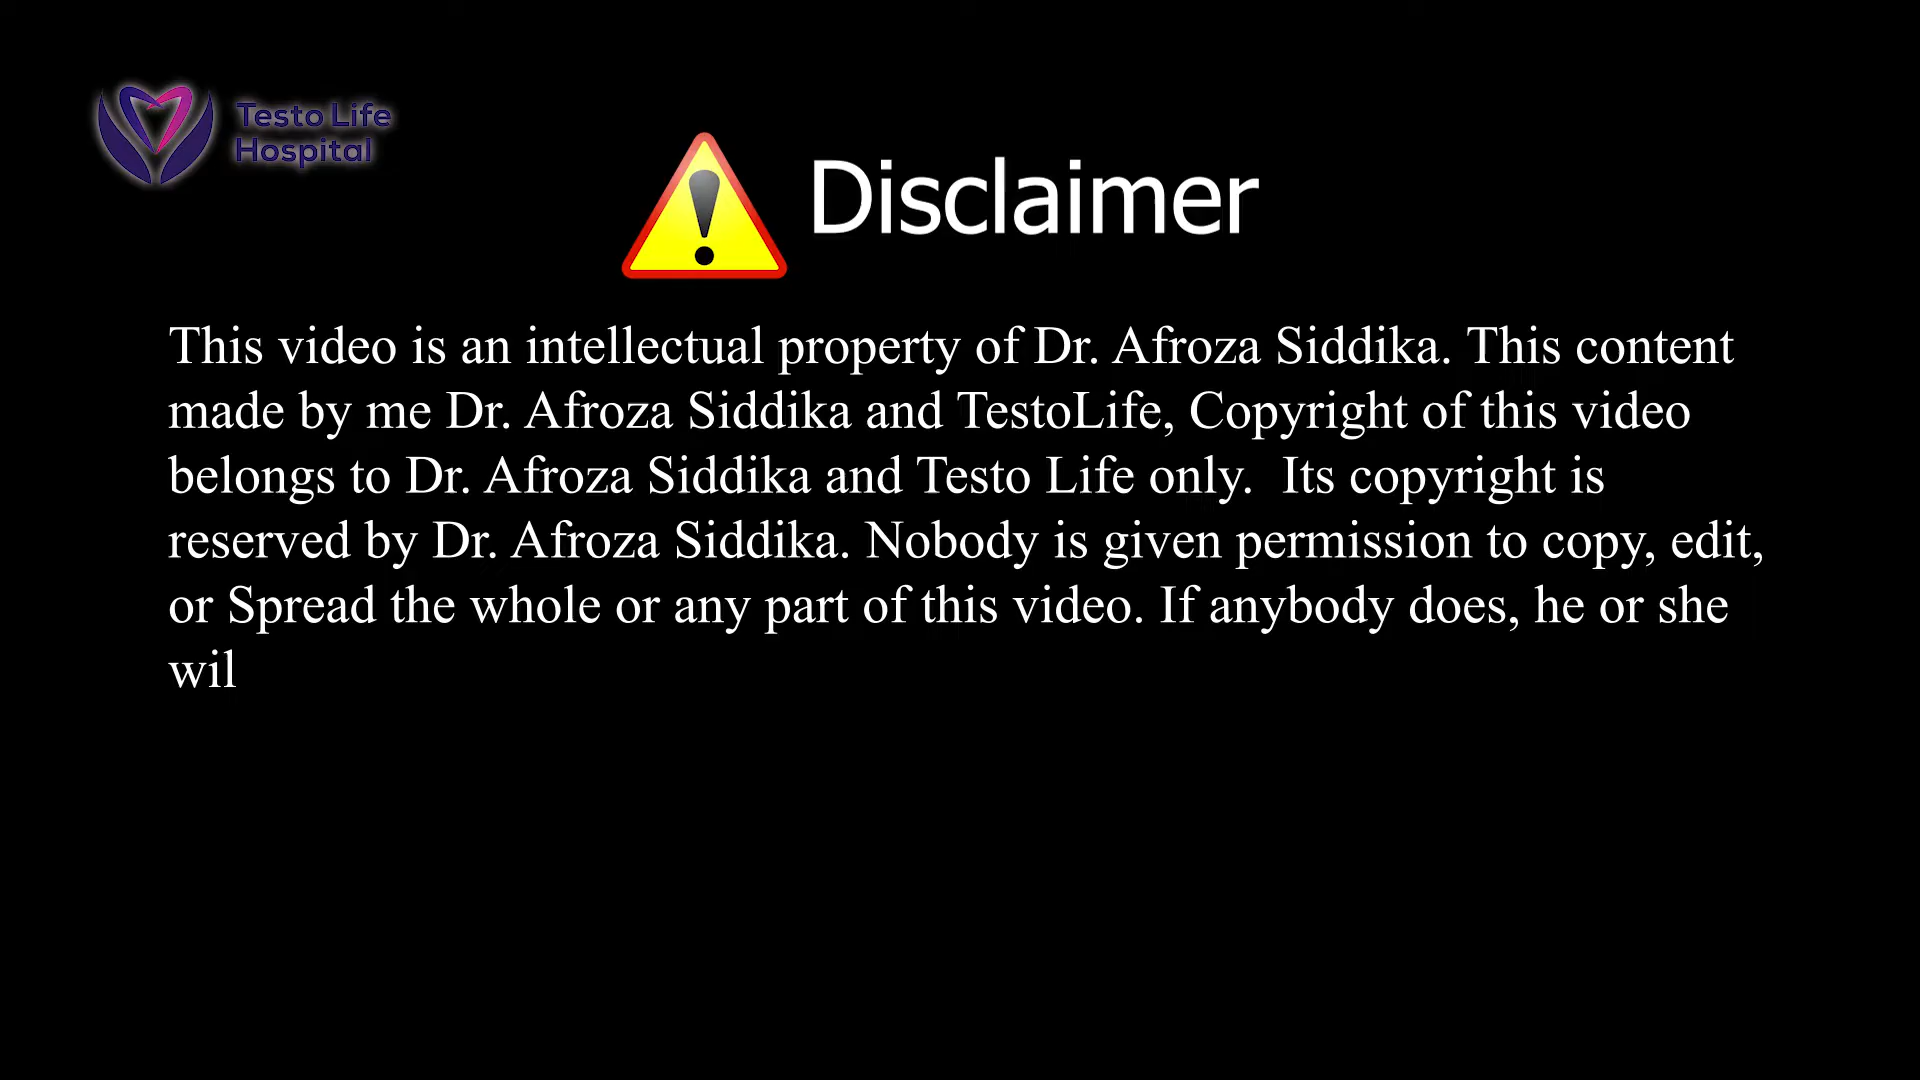 Testo Life
Hospital
Disclaimer
This video is an intellectual property of Dr. Afroza Siddika. This content
made by me Dr. Afroza Siddika and TestoLife, Copyright of this video
belongs to Dr. Afroza Siddika and Testo Life only.  Its copyright is
reserved by Dr. Afroza Siddika. Nobody is given permission to copy, edit,
or Spread the whole or any part of this video. If anybody does, he or she
wil